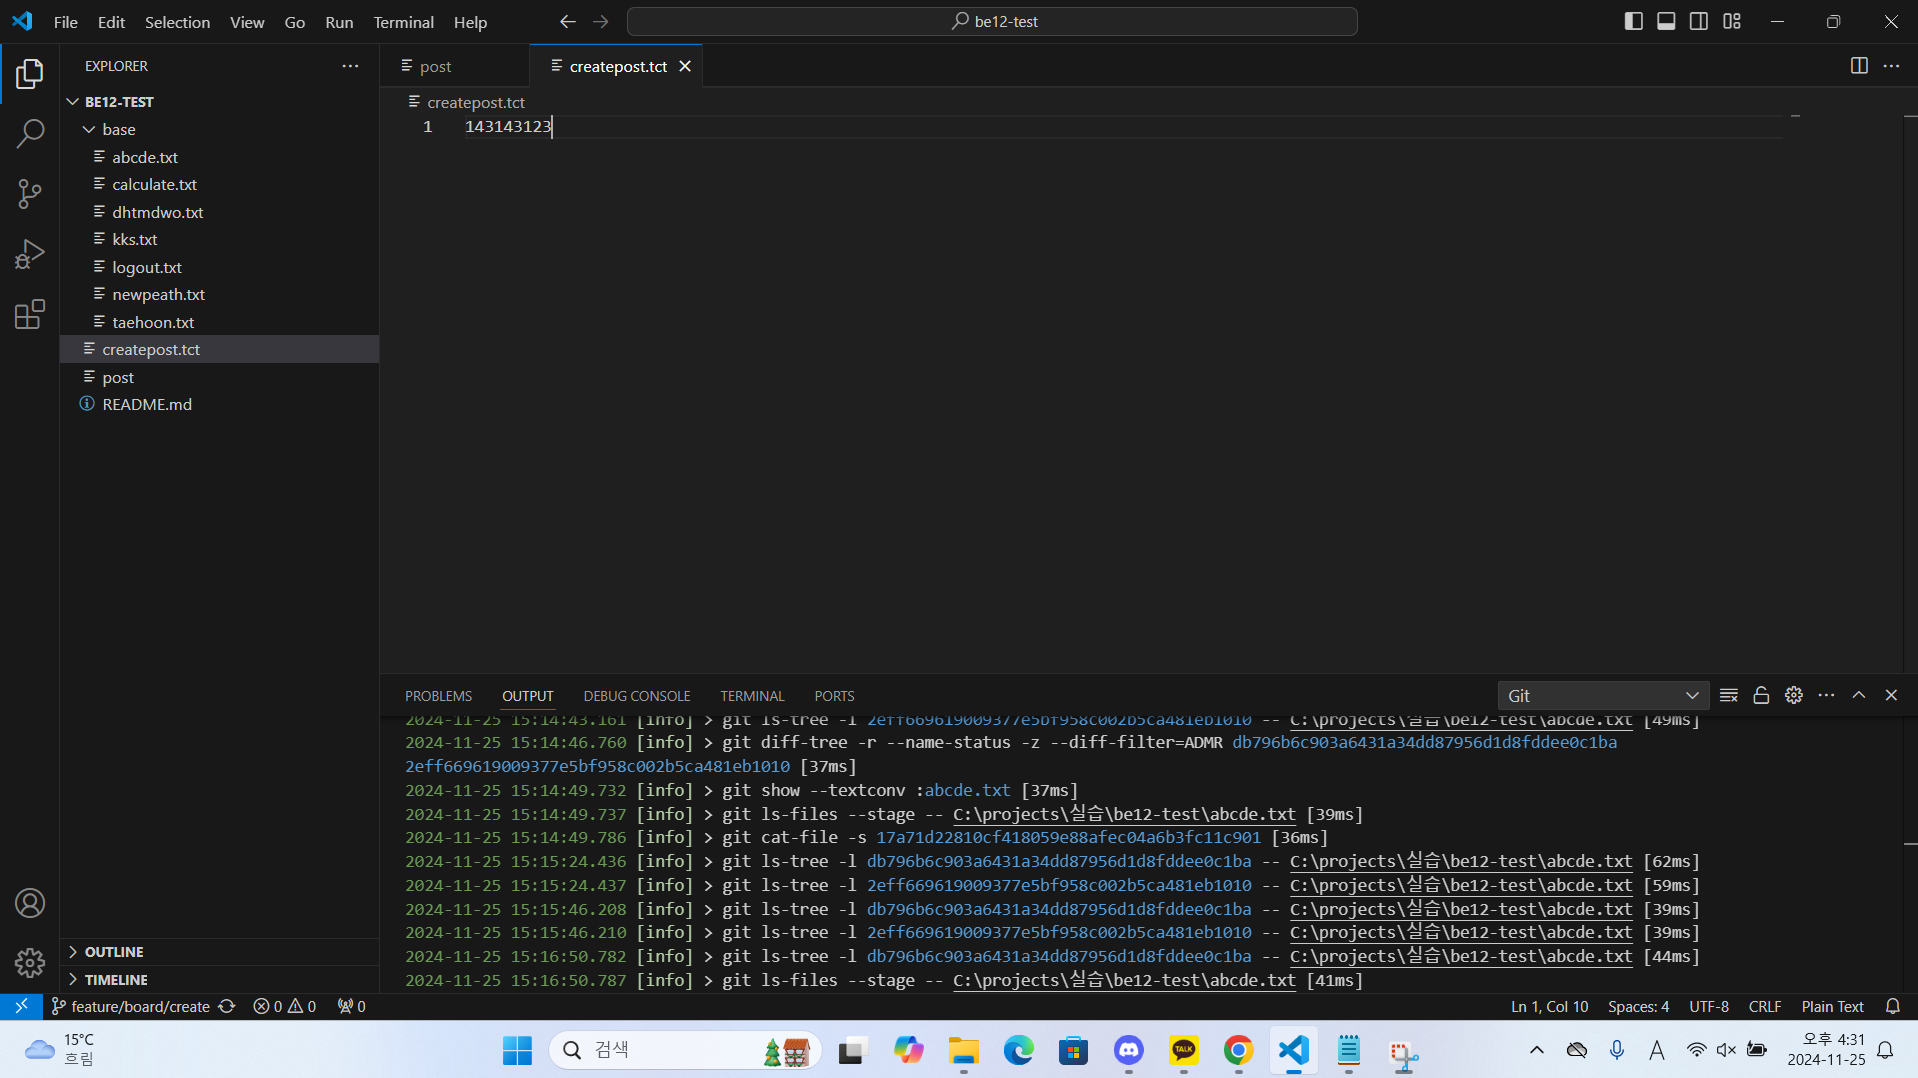 File Edit Selection View Go Run Terminal Help
be12-test
EXPLORER
BE12-TEST
base
abcde.txt
calculate.txt
dhtmdwo.txt
kks.txt
logout.txt
newpeath.txt
taehoon.txt
createpost.tct
post
README.md
OUTLINE
TIMELINE
post
createpost.tct
createpost.tct
1 143143123
PROBLEMS OUTPUT DEBUG CONSOLE TERMINAL PORTS
Git
2024-11-25 15:14:43.161 [info] > git ls-tree -l 2eff669619009377e5bf958c002b5ca481eb1010 -- C:\projects\실습\be12-test\abcde.txt [49ms]
2024-11-25 15:14:46.760 [info] > git diff-tree -r --name-status -z --diff-filter=ADMR db796b6c903a6431a34dd87956d1d8fddee0c1ba
2eff669619009377e5bf958c002b5ca481eb1010 [37ms]
2024-11-25 15:14:49.732 [info] > git show --textconv :abcde.txt [37ms]
2024-11-25 15:14:49.737 [info] > git ls-files --stage -- C:\projects\실습\be12-test\abcde.txt [39ms]
2024-11-25 15:14:49.786 [info] > git cat-file -s 17a71d22810cf418059e88afec04a6b3fc11c901 [36ms]
2024-11-25 15:15:24.436 [info] > git ls-tree -l db796b6c903a6431a34dd87956d1d8fddee0c1ba -- C:\projects\실습\be12-test\abcde.txt [62ms]
2024-11-25 15:15:24.437 [info] > git ls-tree -l 2eff669619009377e5bf958c002b5ca481eb1010 -- C:\projects\실습\be12-test\abcde.txt [59ms]
2024-11-25 15:15:46.208 [info] > git ls-tree -l db796b6c903a6431a34dd87956d1d8fddee0c1ba -- C:\projects\실습\be12-test\abcde.txt [39ms]
2024-11-25 15:15:46.210 [info] > git ls-tree -l 2eff669619009377e5bf958c002b5ca481eb1010 -- C:\projects\실습\be12-test\abcde.txt [39ms]
2024-11-25 15:16:50.782 [info] > git ls-tree -l db796b6c903a6431a34dd87956d1d8fddee0c1ba -- C:\projects\실습\be12-test\abcde.txt [44ms]
2024-11-25 15:16:50.787 [info] > git ls-files --stage -- C:\projects\실습\be12-test\abcde.txt [41ms]
feature/board/create 0 0 0 Ln 1, Col 10 Spaces: 4 UTF-8 CRLF Plain Text
15°C
흐림
검색
TALK
A
오후 4:31
2024-11-25